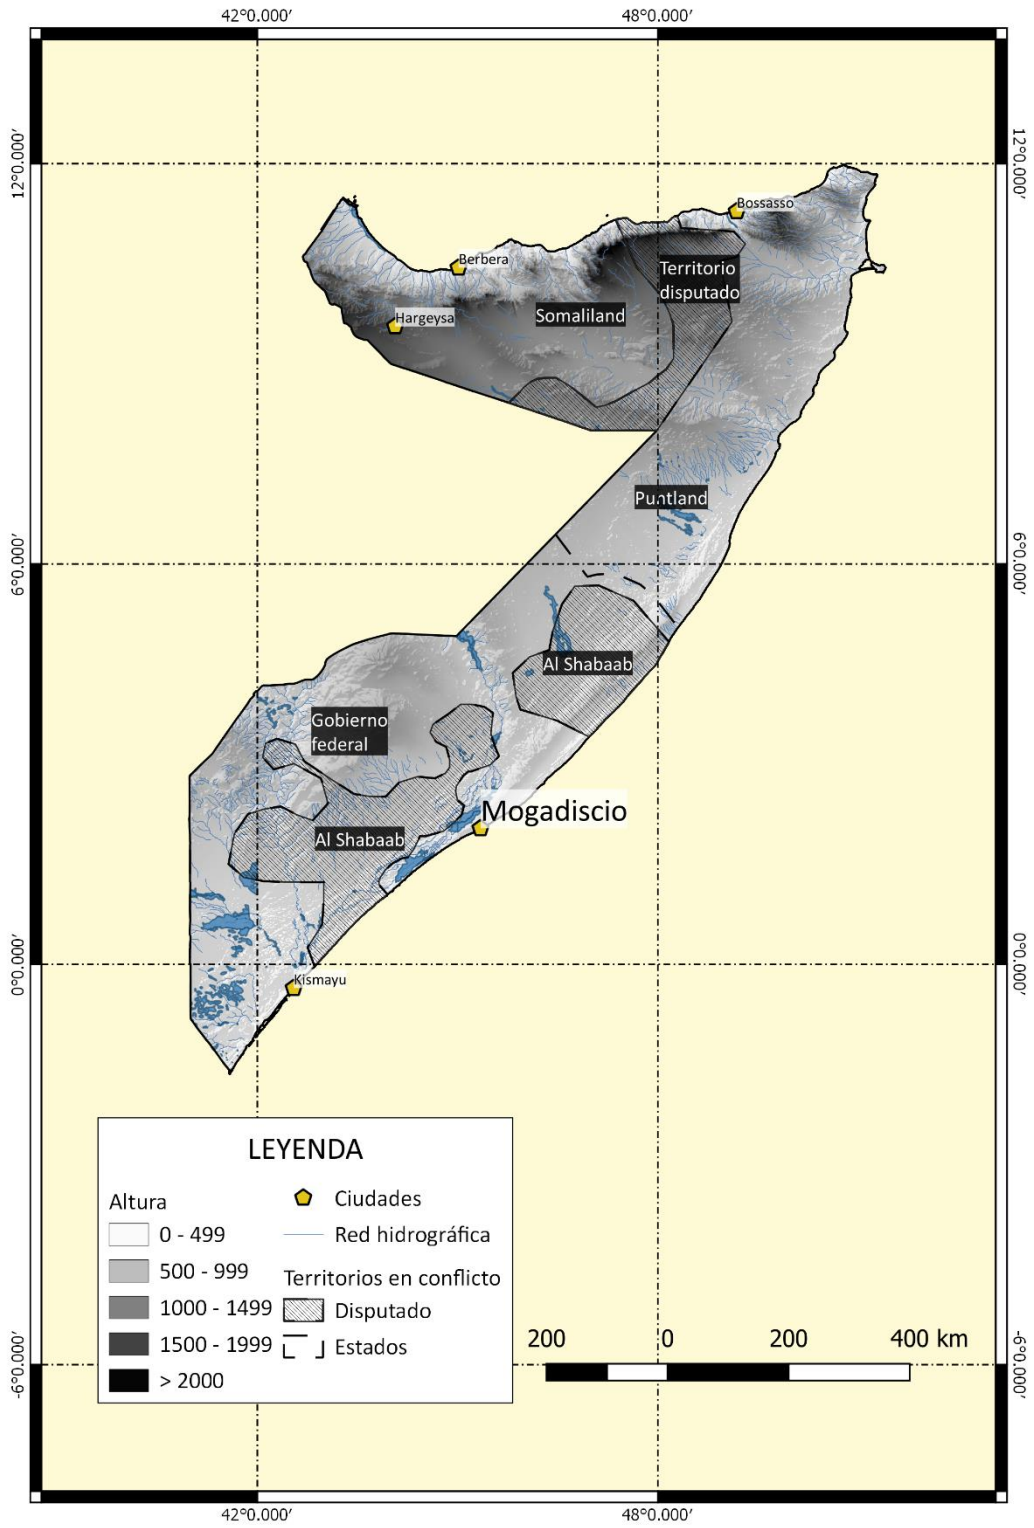 42°0.000′
48°0.000′
12°0.000′
12°0.000′
Bossasso
Berbera
Territorio
disputado
Hargeysa
Somaliland
Puntland
6°0.000′
6°0.000′
Al Shabaab
Gobierno
federal
Mogadiscio
Al Shabaab
0°0.000′
0°0.000′
Kismayu
LEYENDA
Altura
0 - 499
500 - 999
1000 - 1499
1500 - 1999
> 2000
Ciudades
Red hidrográfica
Territorios en conflicto
Disputado
Estados
200 0 200 400 km
-6°0.000′
-6°0.000′
42°0.000′
48°0.000′